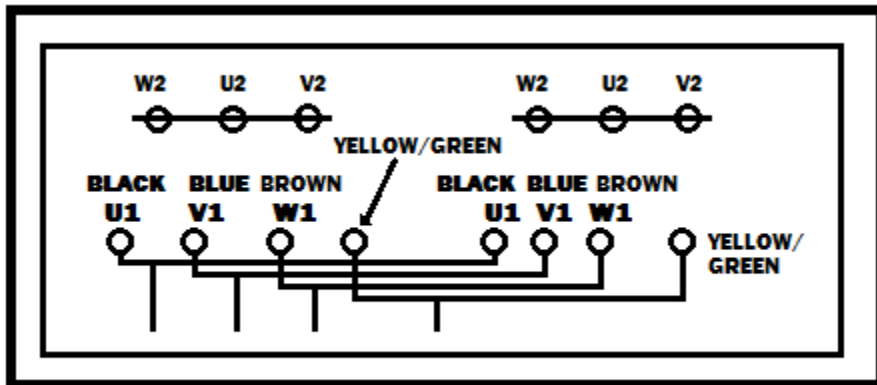 W2 U2 V2 W2 U2 V2
YELLOW/GREEN
BLACK BLUE BROWN BLACK BLUE BROWN
U1 V1 W1 U1 V1 W1
YELLOW/
GREEN